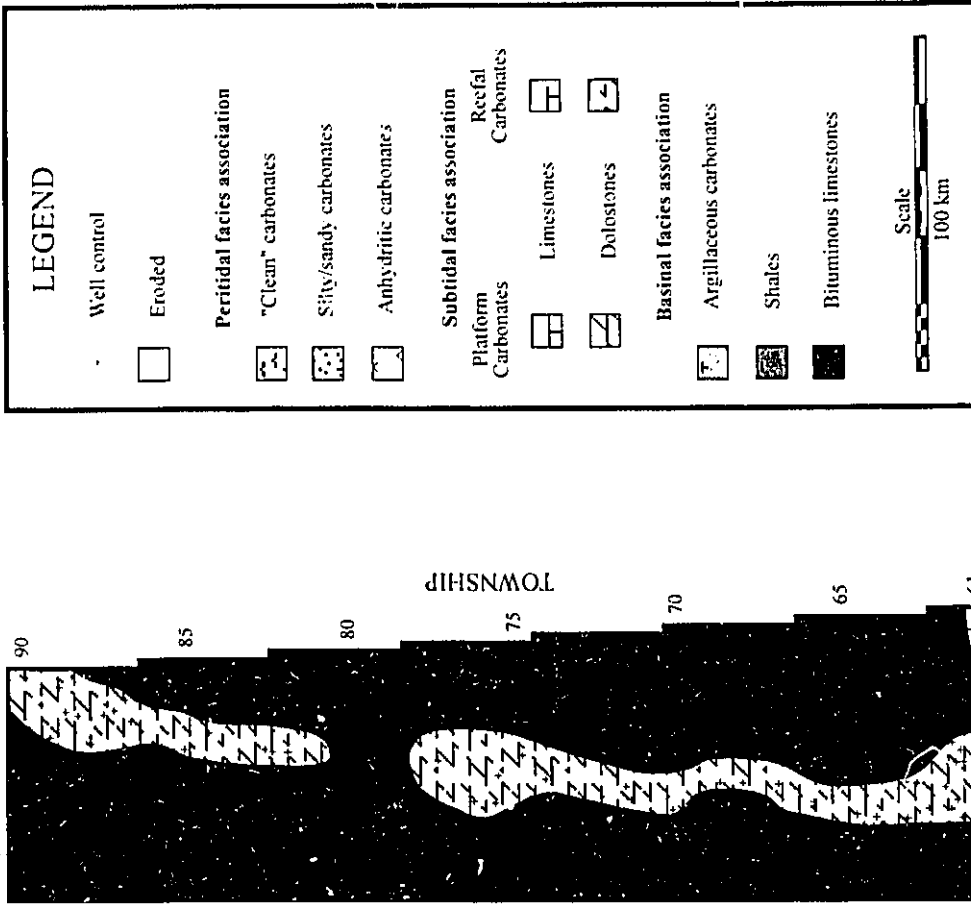 LEGEND
Well control
Eroded
Peritidal facies association
"Clean" carbonates
Silty/sandy carbonates
Anhydritic carbonates
Subtidal facies association
Platform Carbonates
Reefal Carbonates
Limestones
Dolostones
Basinal facies association
Argillaceous carbonates
Shales
Bituminous limestones
Scale
100 km
TOWNSHIP
90
85
80
75
70
65